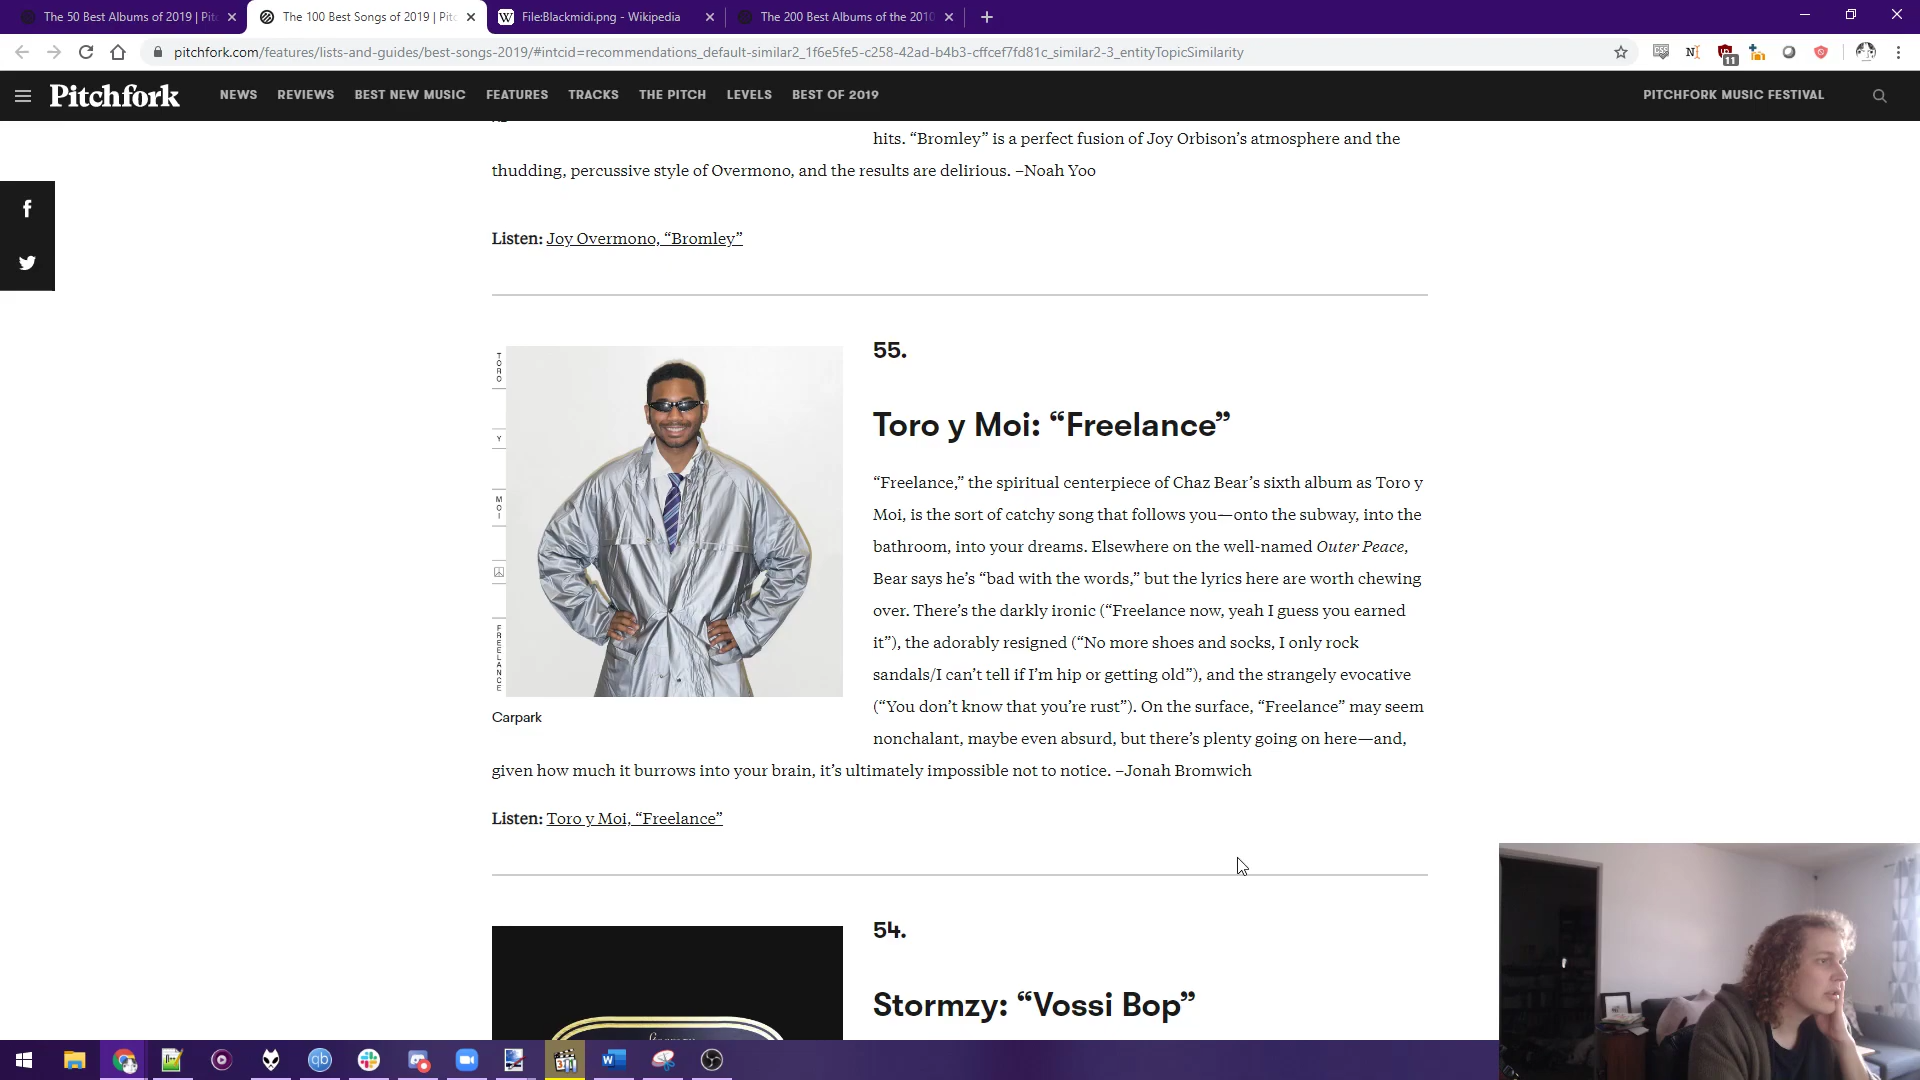 The 50 Best Albums of 2019 | Pit
The 100 Best Songs of 2019 | Pitc
File:Blackmidi.png - Wikipedia
The 200 Best Albums of the 2010
pitchfork.com/features/lists-and-guides/best-songs-2019/#intcid=recommendations_default-similar2_1f6e5fe5-c258-42ad-b4b3-cffcef7fd81c_similar2-3_entityTopicSimilarity
11
Pitchfork
NEWS REVIEWS BEST NEW MUSIC FEATURES TRACKS THE PITCH LEVELS BEST OF 2019
PITCHFORK MUSIC FESTIVAL
hits. “Bromley” is a perfect fusion of Joy Orbison’s atmosphere and the
thudding, percussive style of Overmono, and the results are delirious. –Noah Yoo
Listen: Joy Overmono, “Bromley”
TORO
Y
MOI
FREELANCE
Carpark
55.
Toro y Moi: “Freelance”
“Freelance,” the spiritual centerpiece of Chaz Bear’s sixth album as Toro y
Moi, is the sort of catchy song that follows you—onto the subway, into the
bathroom, into your dreams. Elsewhere on the well-named Outer Peace,
Bear says he’s “bad with the words,” but the lyrics here are worth chewing
over. There’s the darkly ironic (“Freelance now, yeah I guess you earned
it”), the adorably resigned (“No more shoes and socks, I only rock
sandals/I can’t tell if I’m hip or getting old”), and the strangely evocative
(“You don’t know that you’re rust”). On the surface, “Freelance” may seem
nonchalant, maybe even absurd, but there’s plenty going on here—and,
given how much it burrows into your brain, it’s ultimately impossible not to notice. –Jonah Bromwich
Listen: Toro y Moi, “Freelance”
54.
Stormzy: “Vossi Bop”